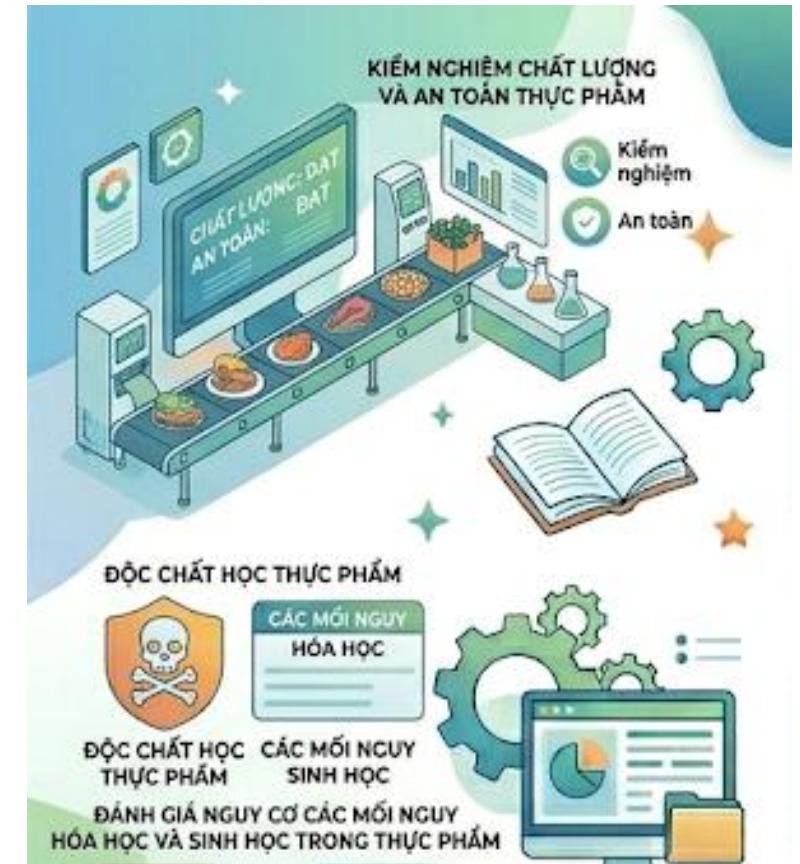 KIỂM NGHIỆM CHẤT LƯỢNG
VÀ AN TOÀN THỰC PHẨM
Kiểm
nghiệm
An toàn
CHẤT LƯỢNG: ĐẠT
AN TOÀN: ĐẠT
ĐỘC CHẤT HỌC THỰC PHẨM
CÁC MỐI NGUY
HÓA HỌC
ĐỘC CHẤT HỌC
THỰC PHẨM
CÁC MỐI NGUY
SINH HỌC
ĐÁNH GIÁ NGUY CƠ CÁC MỐI NGUY
HÓA HỌC VÀ SINH HỌC TRONG THỰC PHẨM